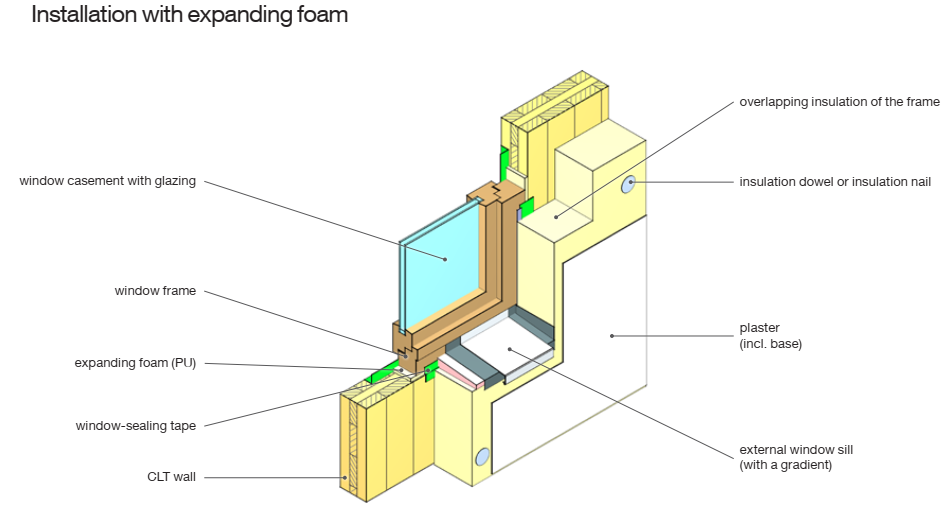 Installation with expanding foam
overlapping insulation of the frame
window casement with glazing
insulation dowel or insulation nail
window frame
plaster
(incl. base)
expanding foam (PU)
window-sealing tape
external window sill
(with a gradient)
CLT wall